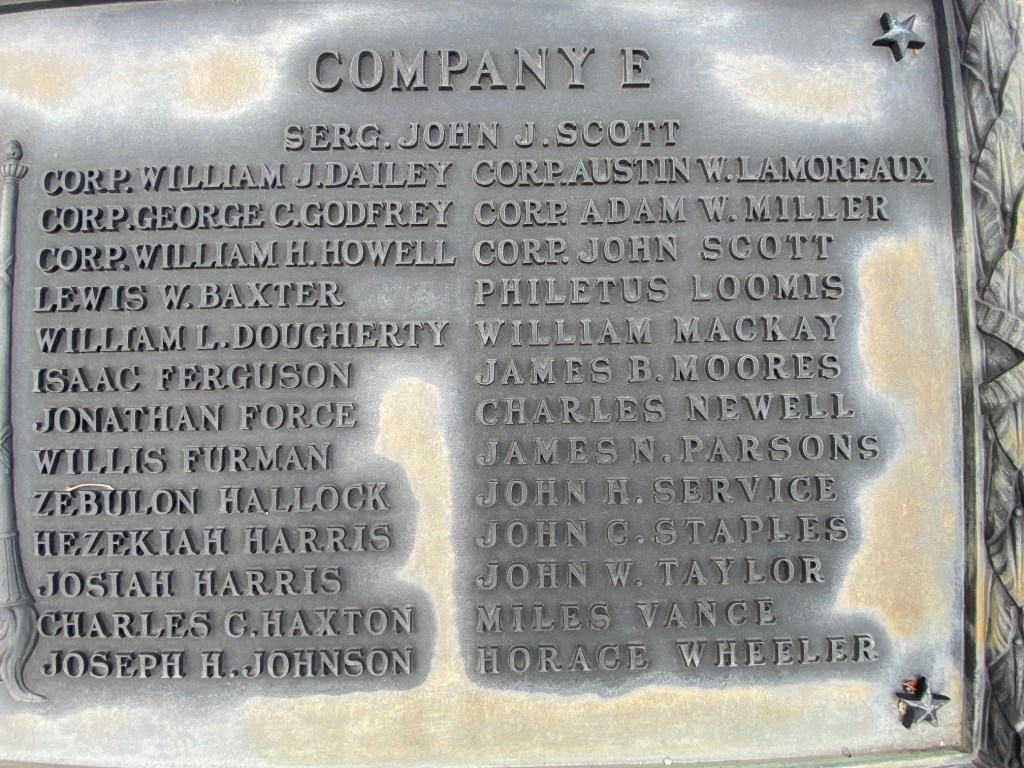 COMPANY E
SERG. JOHN J. SCOTT
CORP. WILLIAM J. DAILEY
CORP. GEORGE C. GODFREY
CORP. WILLIAM H. HOWELL
LEWIS W. BAXTER
WILLIAM L. DOUGHERTY
ISAAC FERGUSON
JONATHAN FORCE
WILLIS FURMAN
ZEBULON HALLOCK
HEZEKIAH HARRIS
JOSIAH HARRIS
CHARLES C. HAXTON
JOSEPH H. JOHNSON
CORP. AUSTIN W. LAMOREAUX
CORP. ADAM W. MILLER
CORP. JOHN SCOTT
PHILETUS LOOMIS
WILLIAM MACKAY
JAMES B. MOORES
CHARLES NEWELL
JAMES N. PARSONS
JOHN H. SERVICE
JOHN C. STAPLES
JOHN W. TAYLOR
MILES VANCE
HORACE WHEELER